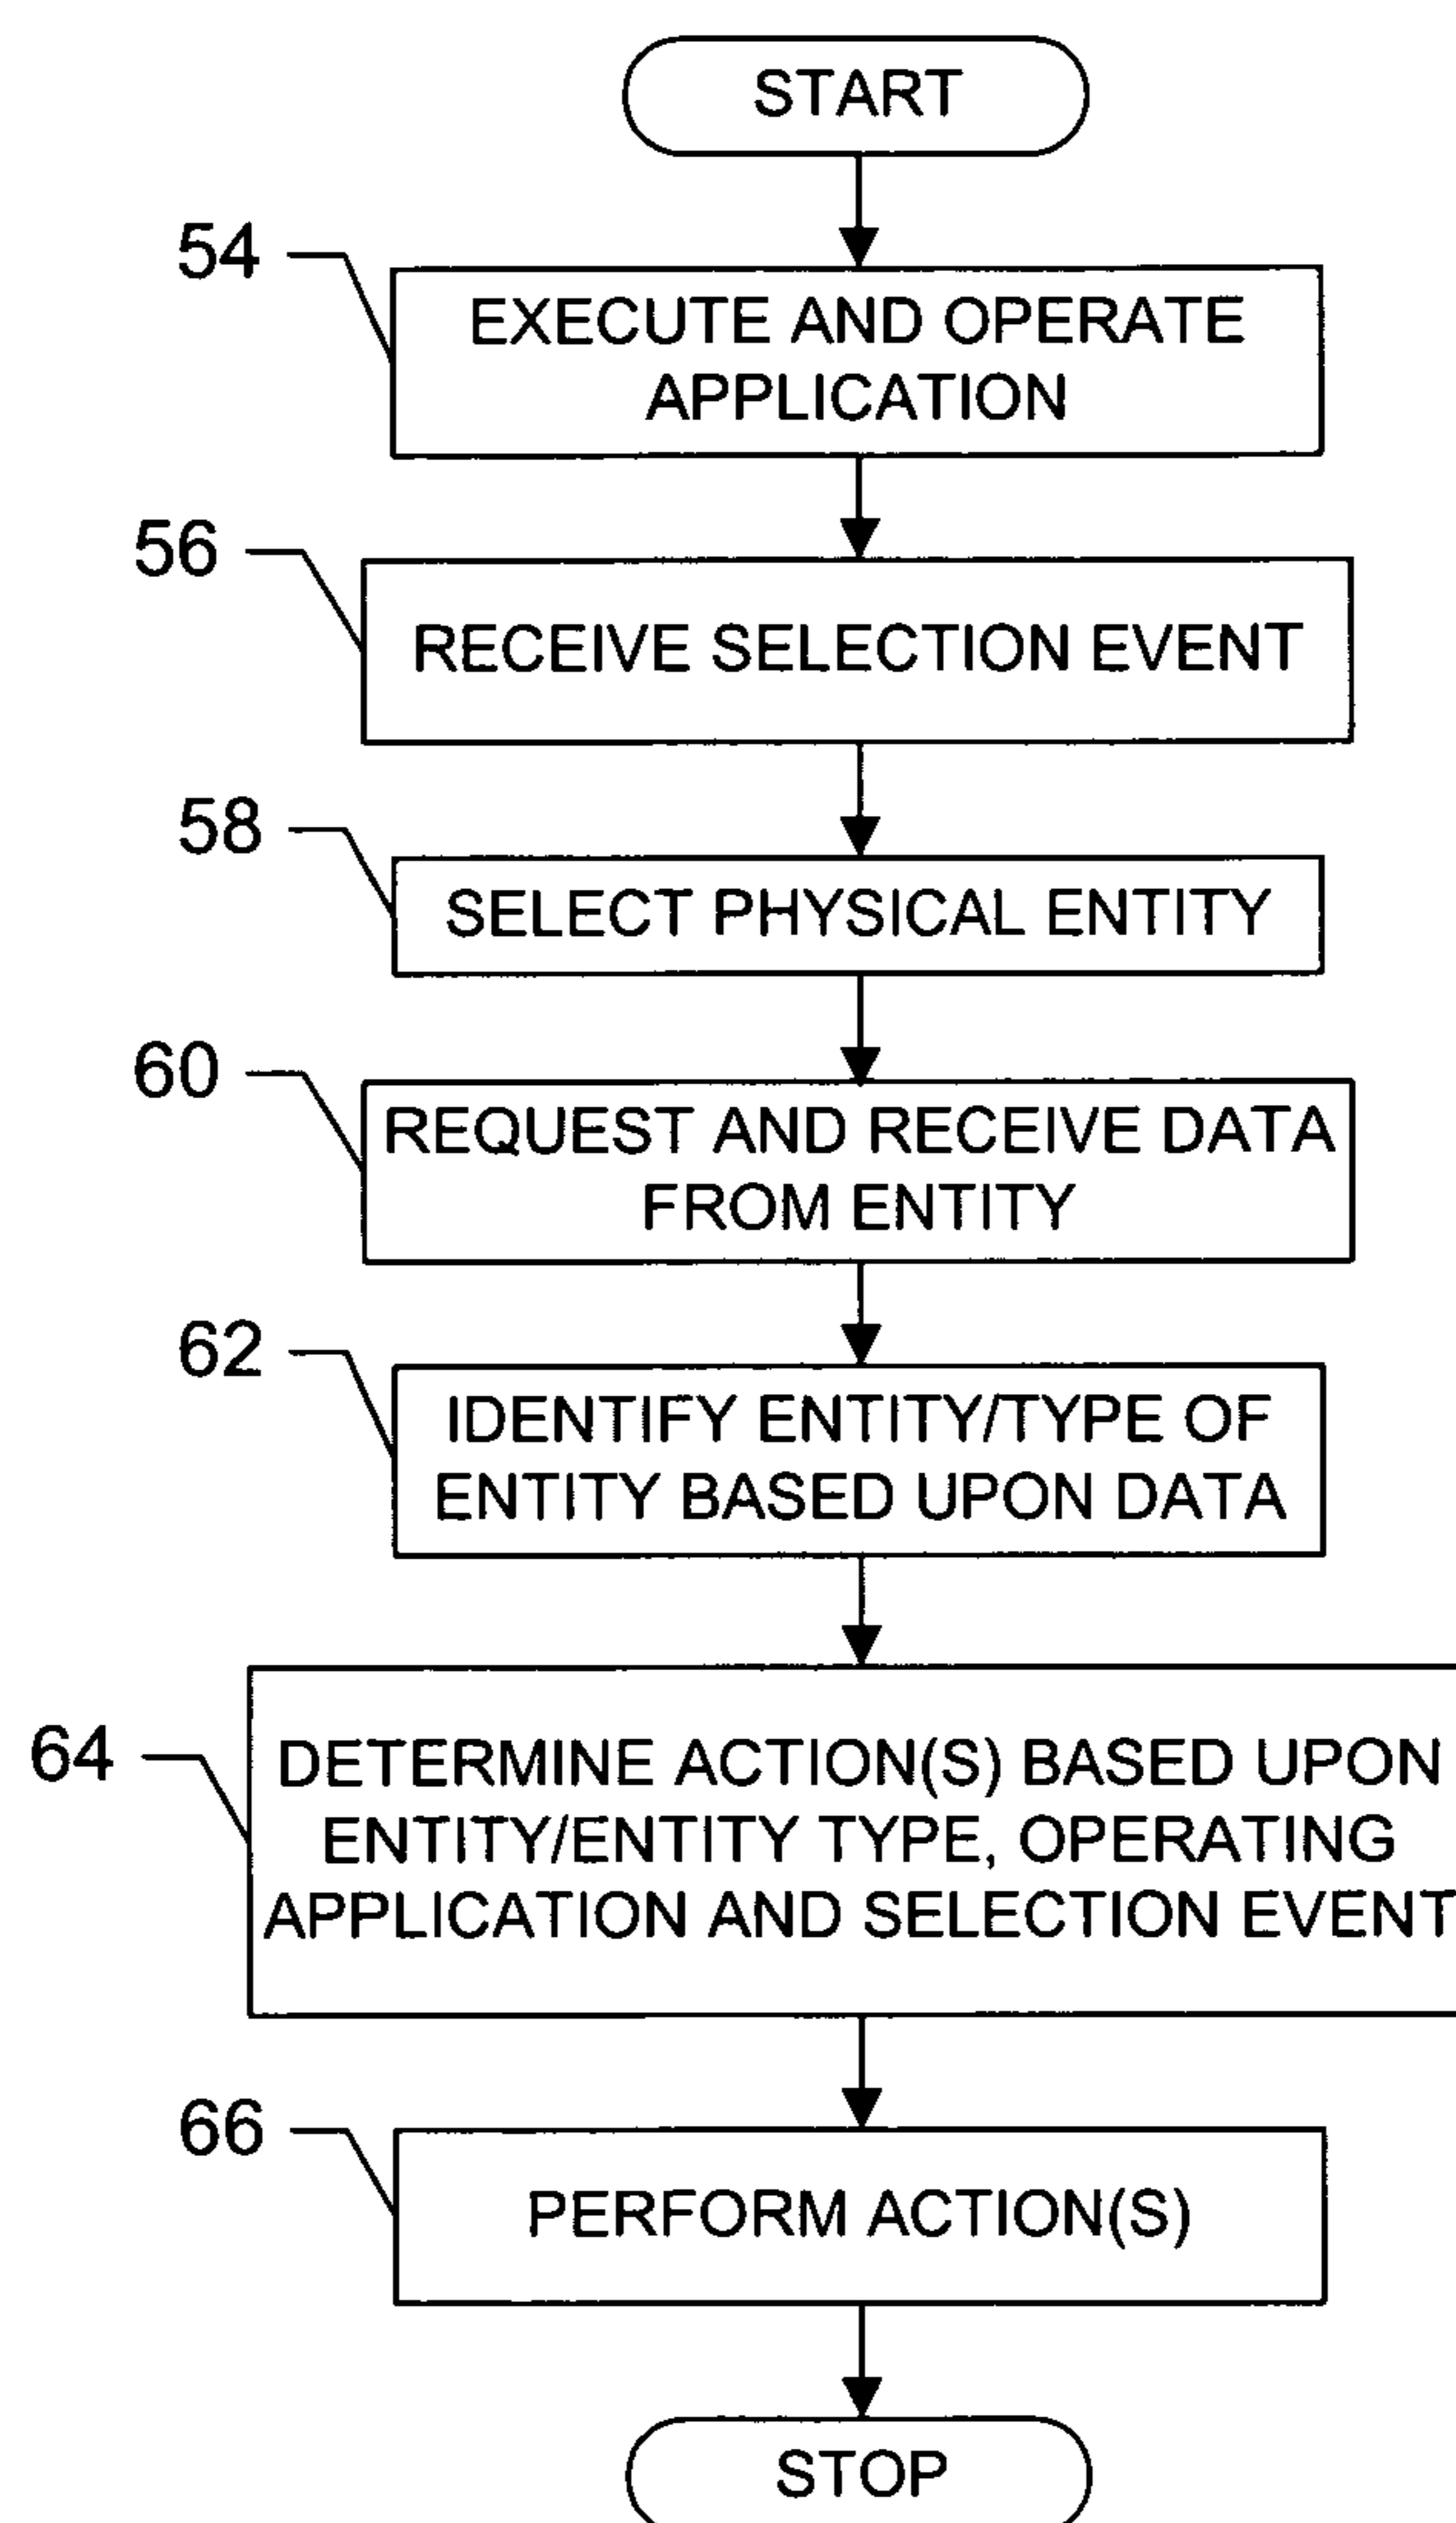 START
54
EXECUTE AND OPERATE
APPLICATION
56
RECEIVE SELECTION EVENT
58
SELECT PHYSICAL ENTITY
60
REQUEST AND RECEIVE DATA
FROM ENTITY
62
IDENTIFY ENTITY/TYPE OF
ENTITY BASED UPON DATA
64
DETERMINE ACTION(S) BASED UPON
ENTITY/ENTITY TYPE, OPERATING
APPLICATION AND SELECTION EVENT
66
PERFORM ACTION(S)
STOP